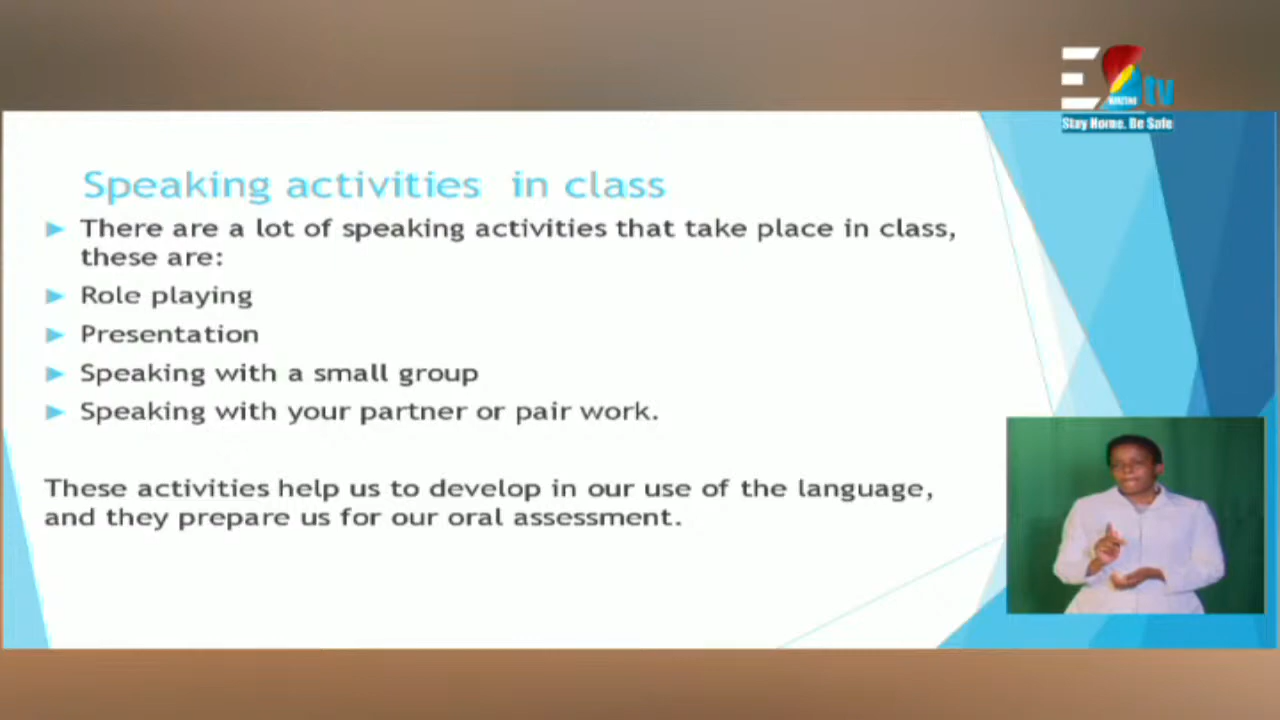 tv
Stay Home. Be Safe
Speaking activities in class
There are a lot of speaking activities that take place in class,
these are:
Role playing
Presentation
Speaking with a small group
Speaking with your partner or pair work.
These activities help us to develop in our use of the language,
and they prepare us for our oral assessment.